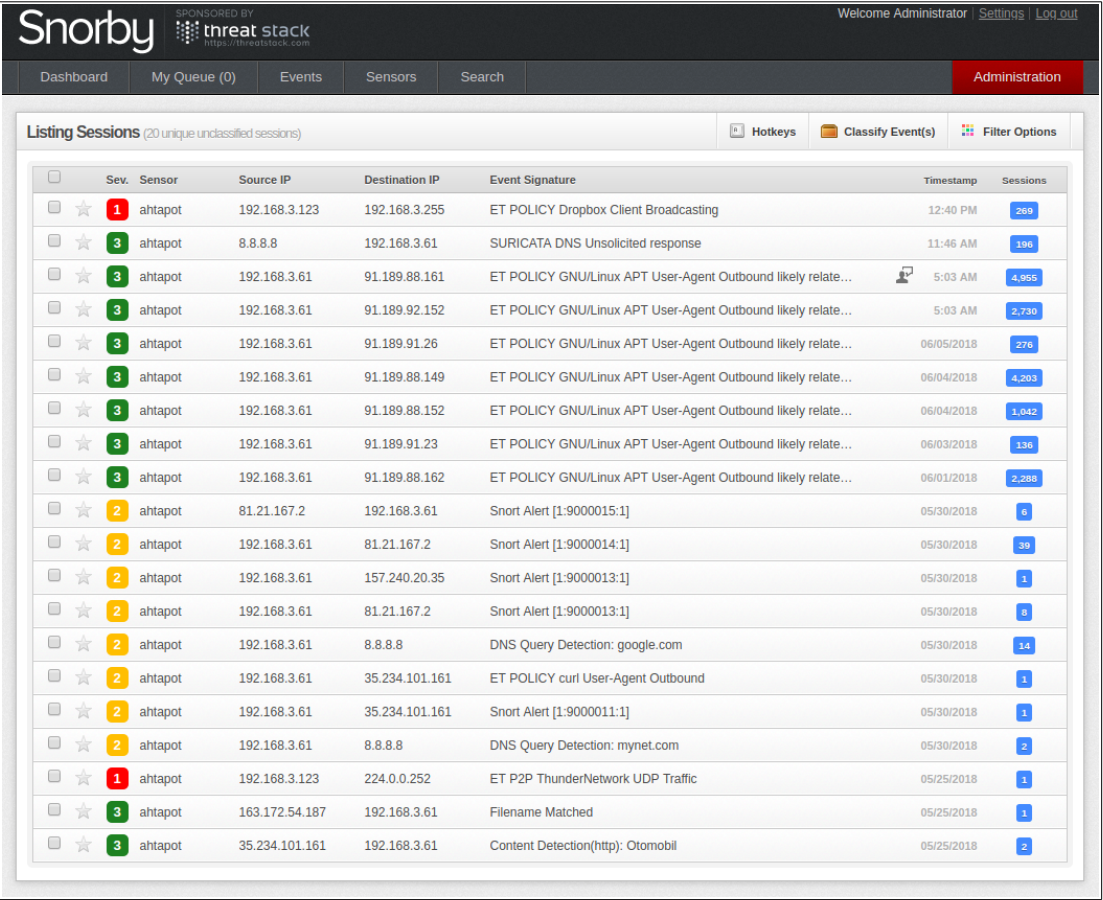 Snorby SPONSORED BY threat stack https://threatstack.com Welcome Administrator | Settings | Log out
Dashboard My Queue (0) Events Sensors Search Administration
Listing Sessions (20 unique unclassified sessions) Hotkeys Classify Event(s) Filter Options
Sev. Sensor Source IP Destination IP Event Signature Timestamp Sessions
1 ahtapot 192.168.3.123 192.168.3.255 ET POLICY Dropbox Client Broadcasting 12:40 PM 269
3 ahtapot 8.8.8.8 192.168.3.61 SURICATA DNS Unsolicited response 11:46 AM 196
3 ahtapot 192.168.3.61 91.189.88.161 ET POLICY GNU/Linux APT User-Agent Outbound likely relate… 5:03 AM 4,955
3 ahtapot 192.168.3.61 91.189.92.152 ET POLICY GNU/Linux APT User-Agent Outbound likely relate… 5:03 AM 2,730
3 ahtapot 192.168.3.61 91.189.91.26 ET POLICY GNU/Linux APT User-Agent Outbound likely relate… 06/05/2018 276
3 ahtapot 192.168.3.61 91.189.88.149 ET POLICY GNU/Linux APT User-Agent Outbound likely relate… 06/04/2018 4,203
3 ahtapot 192.168.3.61 91.189.88.152 ET POLICY GNU/Linux APT User-Agent Outbound likely relate… 06/04/2018 1,042
3 ahtapot 192.168.3.61 91.189.91.23 ET POLICY GNU/Linux APT User-Agent Outbound likely relate… 06/03/2018 136
3 ahtapot 192.168.3.61 91.189.88.162 ET POLICY GNU/Linux APT User-Agent Outbound likely relate… 06/01/2018 2,288
2 ahtapot 81.21.167.2 192.168.3.61 Snort Alert [1:9000015:1] 05/30/2018 6
2 ahtapot 192.168.3.61 81.21.167.2 Snort Alert [1:9000014:1] 05/30/2018 39
2 ahtapot 192.168.3.61 157.240.20.35 Snort Alert [1:9000013:1] 05/30/2018 1
2 ahtapot 192.168.3.61 81.21.167.2 Snort Alert [1:9000013:1] 05/30/2018 8
2 ahtapot 192.168.3.61 8.8.8.8 DNS Query Detection: google.com 05/30/2018 14
2 ahtapot 192.168.3.61 35.234.101.161 ET POLICY curl User-Agent Outbound 05/30/2018 1
2 ahtapot 192.168.3.61 35.234.101.161 Snort Alert [1:9000011:1] 05/30/2018 1
2 ahtapot 192.168.3.61 8.8.8.8 DNS Query Detection: mynet.com 05/30/2018 2
1 ahtapot 192.168.3.123 224.0.0.252 ET P2P ThunderNetwork UDP Traffic 05/25/2018 1
3 ahtapot 163.172.54.187 192.168.3.61 Filename Matched 05/25/2018 1
3 ahtapot 35.234.101.161 192.168.3.61 Content Detection(http): Otomobil 05/25/2018 2